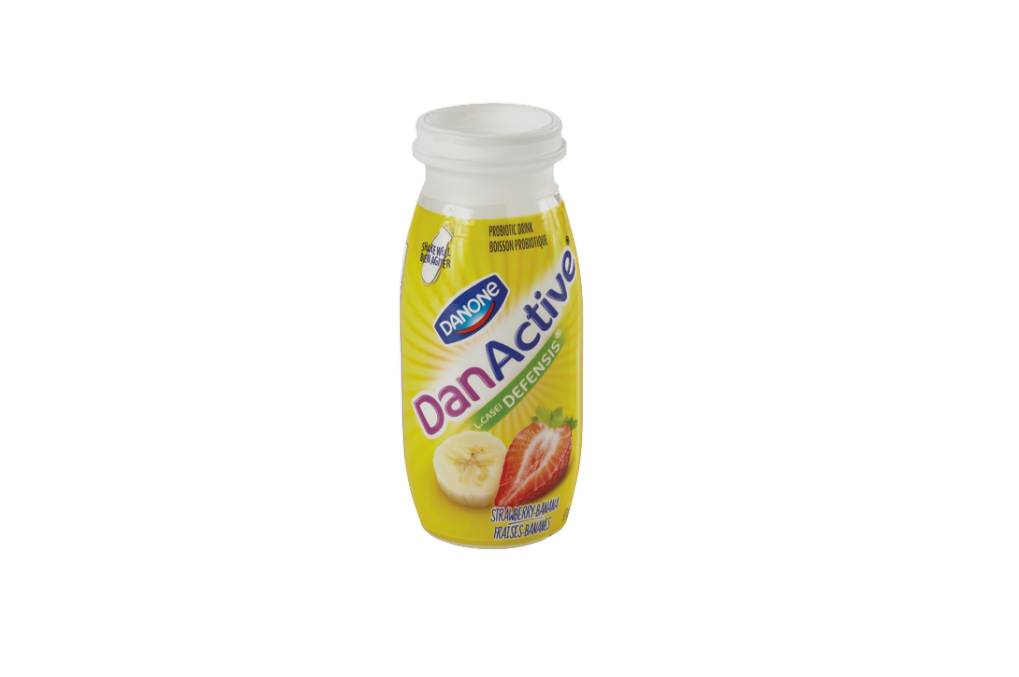 SHAKE WELL
BIEN AGITER
PROBIOTIC DRINK
BOISSON PROBIOTIQUE
DANONE
DanActive®
L.CASEI DEFENSIS®
STRAWBERRY-BANANA
FRAISES-BANANES